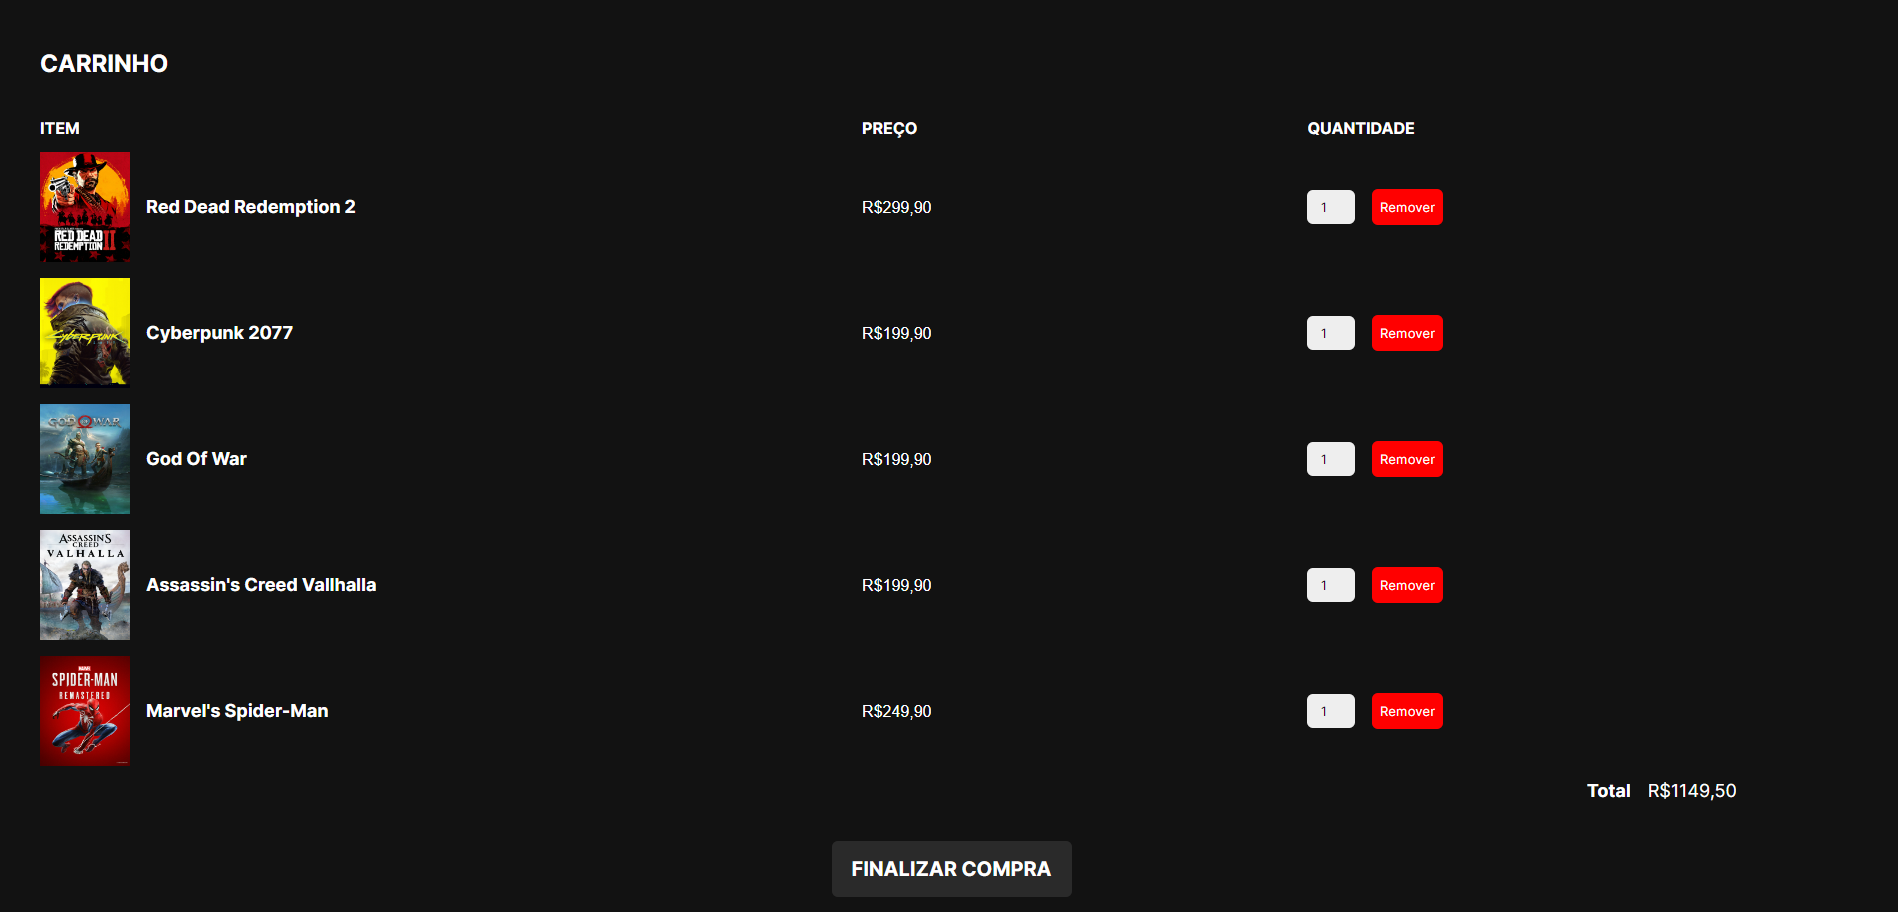 CARRINHO
ITEM PREÇO QUANTIDADE
RED DEAD
REDEMPTION II
Red Dead Redemption 2 R$299,90 1 Remover
Cyberpunk
Cyberpunk 2077 R$199,90 1 Remover
GOD OF WAR
God Of War R$199,90 1 Remover
ASSASSIN'S
CREED
VALHALLA
Assassin's Creed Vallhalla R$199,90 1 Remover
MARVEL
SPIDER-MAN
REMASTERED
Marvel's Spider-Man R$249,90 1 Remover
Total R$1149,50
FINALIZAR COMPRA